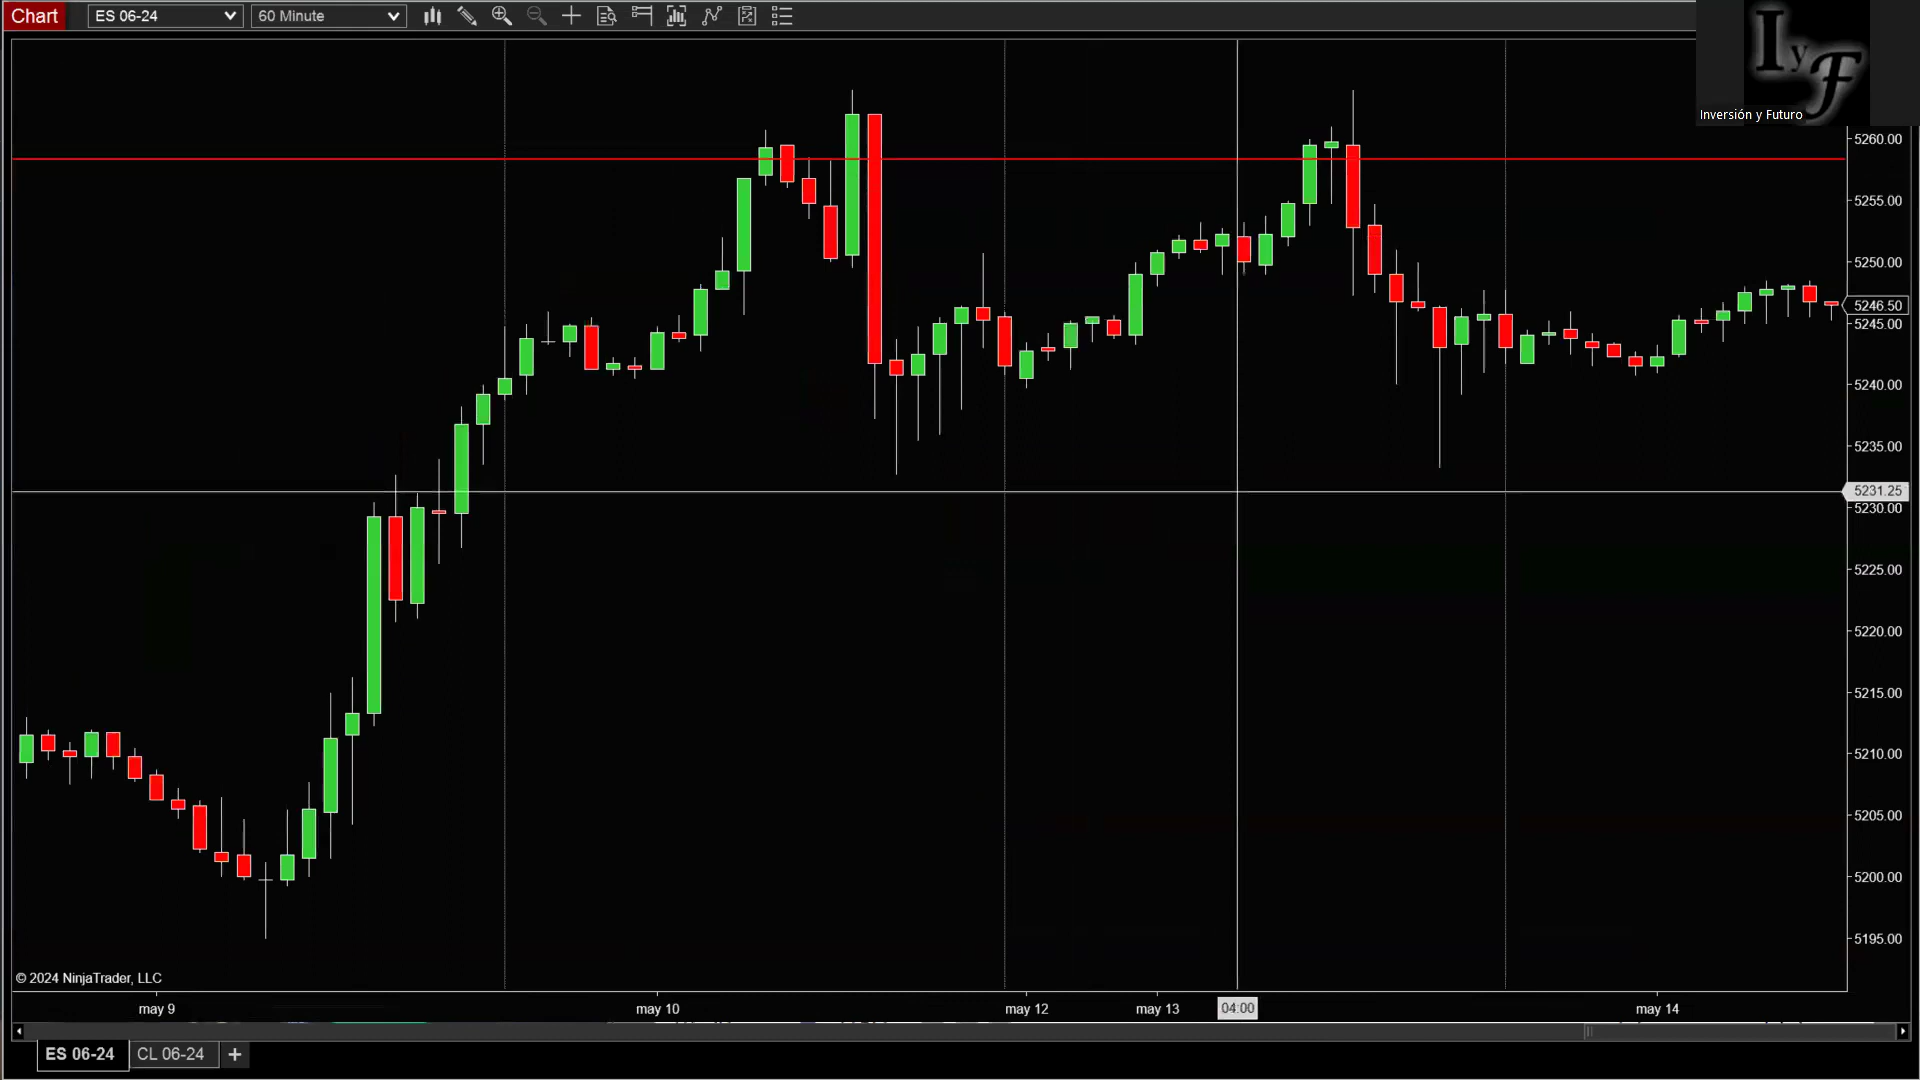 Chart ES 06-24 60 Minute
IyF
Inversión y Futuro
5260.00
5255.00
5250.00
5246.50
5245.00
5240.00
5235.00
5231.25
5230.00
5225.00
5220.00
5215.00
5210.00
5205.00
5200.00
5195.00
© 2024 NinjaTrader, LLC
may 9 may 10 may 12 may 13 04:00 may 14
ES 06-24 CL 06-24 +